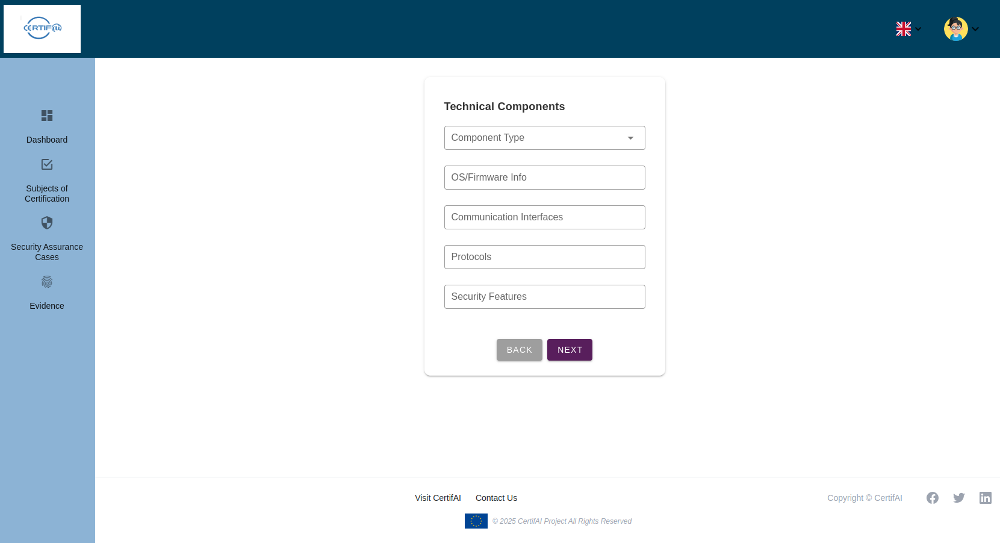 CERTIF@i
Dashboard
Subjects of
Certification
Security Assurance
Cases
Evidence
Technical Components
Component Type
OS/Firmware Info
Communication Interfaces
Protocols
Security Features
BACK NEXT
Visit CertifAI Contact Us Copyright © CertifAI
© 2025 CertifAI Project All Rights Reserved